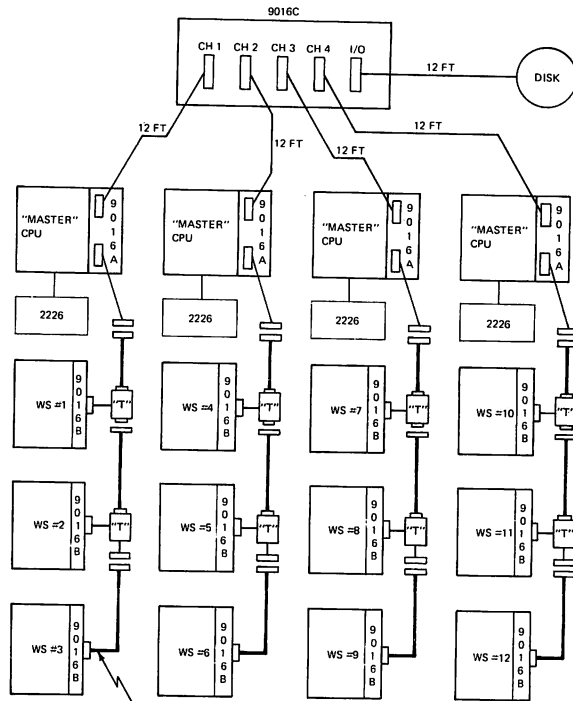 9016C
CH 1 CH 2 CH 3 CH 4 I/O
12 FT
DISK
12 FT
12 FT
12 FT
12 FT
"MASTER" CPU
9016A
"MASTER" CPU
9016A
"MASTER" CPU
9016A
"MASTER" CPU
9016A
2226
2226
2226
2226
WS =1
9016B
"T"
WS =4
9016B
"T"
WS =7
9016B
"T"
WS =10
9016B
"T"
WS =2
9016B
"T"
WS =5
9016B
"T"
WS =8
9016B
"T"
WS =11
9016B
"T"
WS =3
9016B
WS =6
9016B
WS =9
9016B
WS =12
9016B